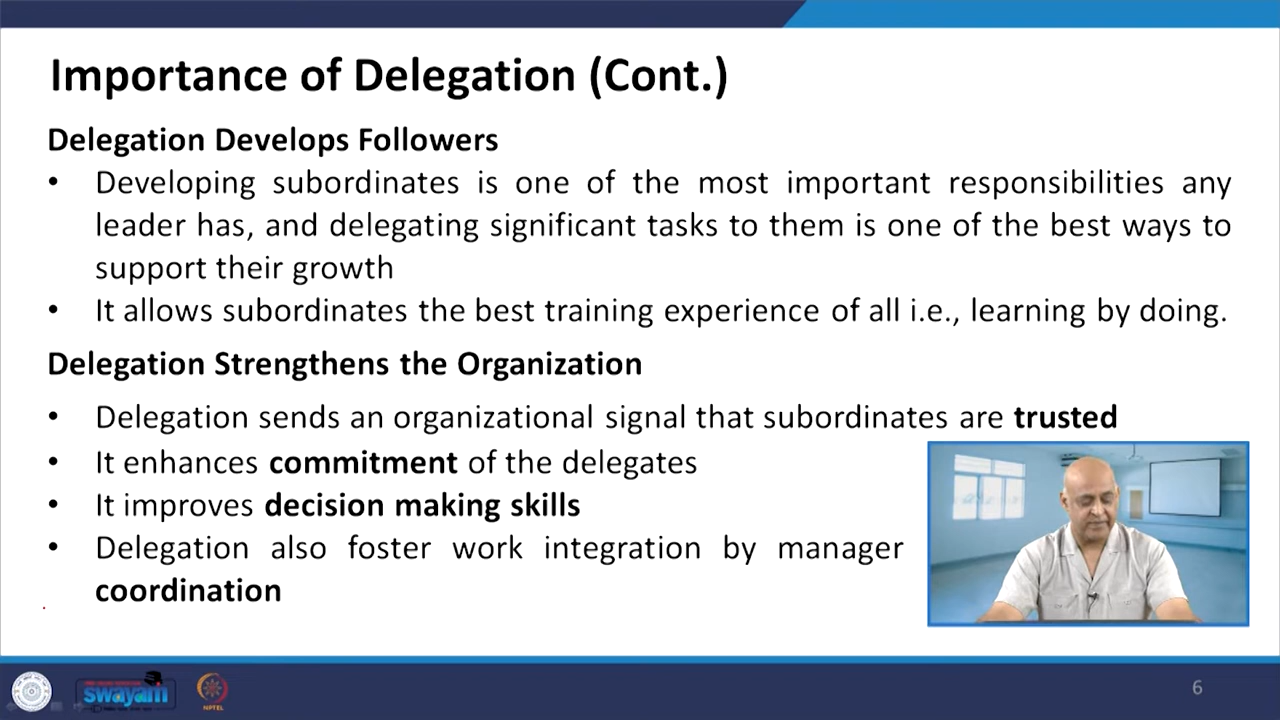 Importance of Delegation (Cont.)
Delegation Develops Followers
• Developing subordinates is one of the most important responsibilities any
leader has, and delegating significant tasks to them is one of the best ways to
support their growth
• It allows subordinates the best training experience of all i.e., learning by doing.
Delegation Strengthens the Organization
• Delegation sends an organizational signal that subordinates are trusted
• It enhances commitment of the delegates
• It improves decision making skills
• Delegation also foster work integration by manager
coordination
swayam
NPTEL
6